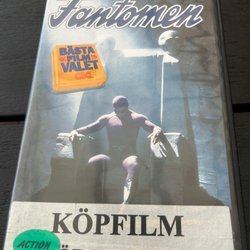 Fantomen
BÄSTA
FILM
VALET
KÖPFILM
ACTION